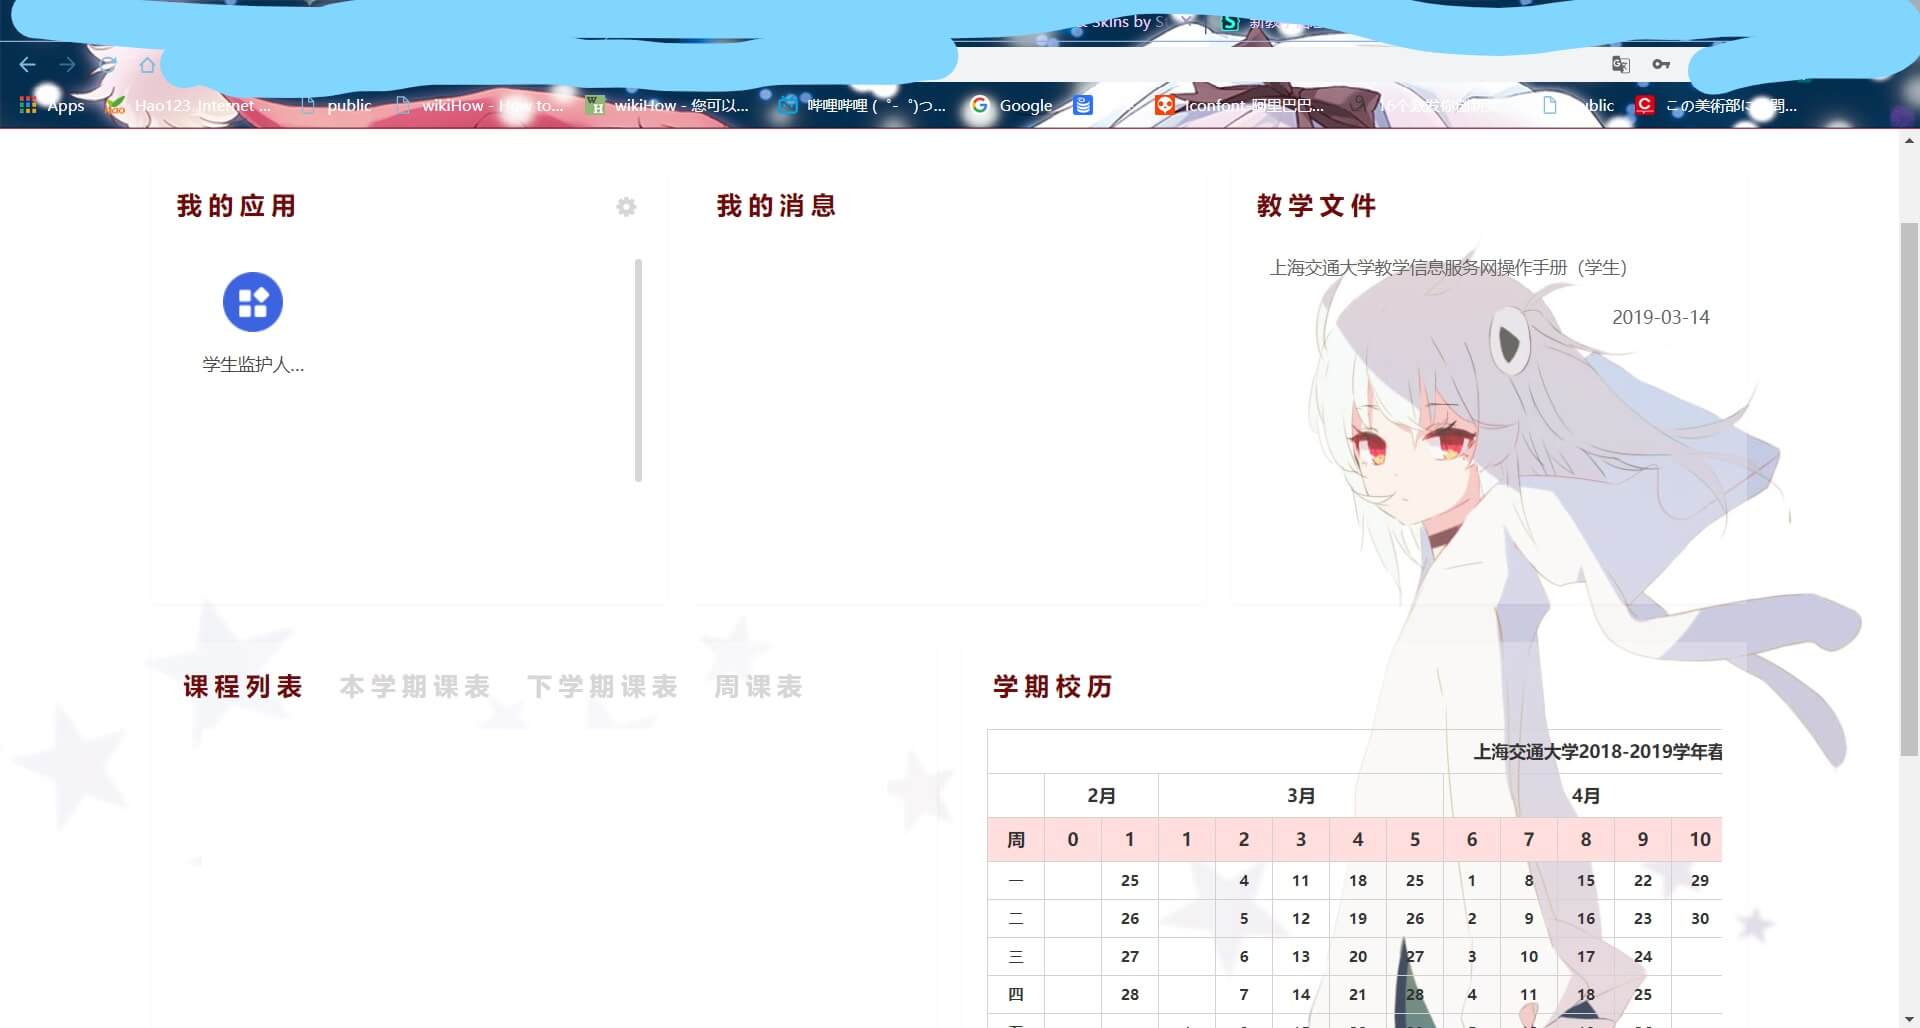 Skins by S
Apps Hao123_Internet ... public wikiHow - How to... wikiHow - 您可以... 哔哩哔哩 ( ゜- ゜)つ... Google Iconfont-阿里巴巴... この美術部に
我的应用
学生监护人...
我的消息
教学文件
上海交通大学教学信息服务网操作手册（学生）
2019-03-14
课程列表 本学期课表 下学期课表 周课表
学期校历
上海交通大学2018-2019学年春
2月 3月 4月
周 0 1 1 2 3 4 5 6 7 8 9 10
一 25 4 11 18 25 1 8 15 22 29
二 26 5 12 19 26 2 9 16 23 30
三 27 6 13 20 27 3 10 17 24
四 28 7 14 21 28 4 11 18 25